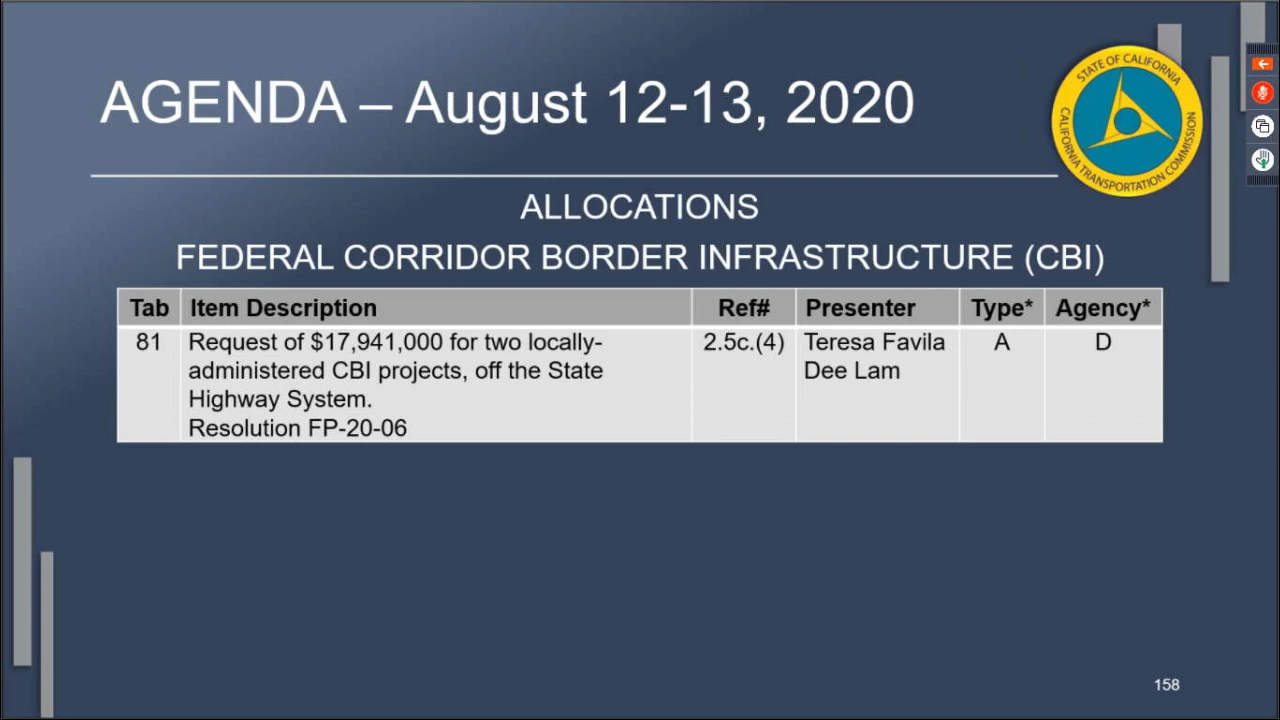 AGENDA – August 12-13, 2020
STATE OF CALIFORNIA
CALIFORNIA TRANSPORTATION COMMISSION
ALLOCATIONS
FEDERAL CORRIDOR BORDER INFRASTRUCTURE (CBI)
Tab Item Description Ref# Presenter Type* Agency*
81 Request of $17,941,000 for two locally- 2.5c.(4) Teresa Favila A D
administered CBI projects, off the State Dee Lam
Highway System.
Resolution FP-20-06
158